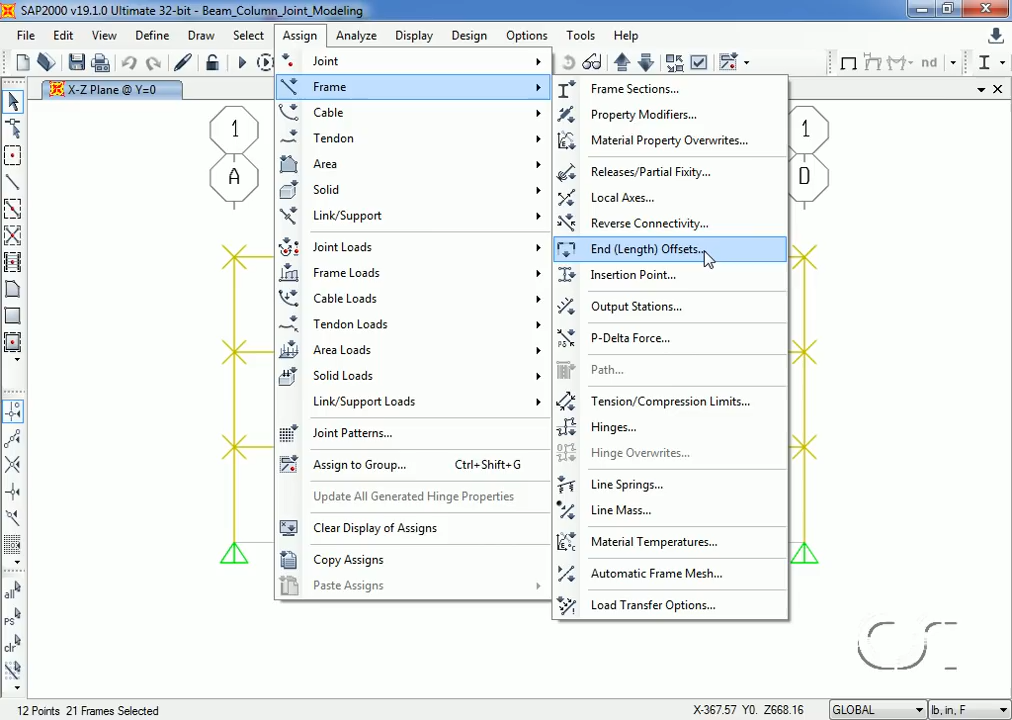 SAP2000 v19.1.0 Ultimate 32-bit - Beam_Column_Joint_Modeling
File Edit View Define Draw Select Assign Analyze Display Design Options Tools Help
nd
X-Z Plane @ Y=0
1
A
1
D
Joint
Frame
Cable
Tendon
Area
Solid
Link/Support
Joint Loads
Frame Loads
Cable Loads
Tendon Loads
Area Loads
Solid Loads
Link/Support Loads
Joint Patterns...
Assign to Group... Ctrl+Shift+G
Update All Generated Hinge Properties
Clear Display of Assigns
Copy Assigns
Paste Assigns
Frame Sections...
Property Modifiers...
Material Property Overwrites...
Releases/Partial Fixity...
Local Axes...
Reverse Connectivity...
End (Length) Offsets...
Insertion Point...
Output Stations...
P-Delta Force...
Path...
Tension/Compression Limits...
Hinges...
Hinge Overwrites...
Line Springs...
Line Mass...
Material Temperatures...
Automatic Frame Mesh...
Load Transfer Options...
all
PS
clr
CSI
12 Points 21 Frames Selected
X-367.57 Y0. Z668.16
GLOBAL
lb, in, F